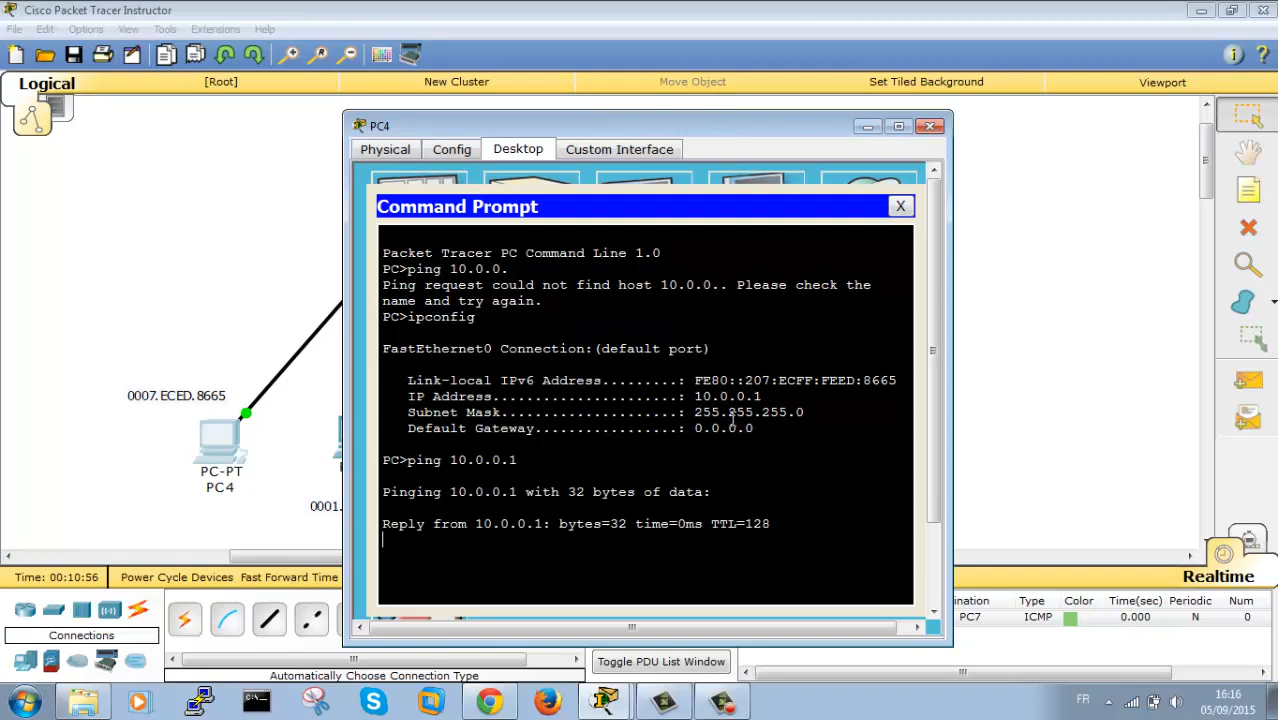 Cisco Packet Tracer Instructor
File Edit Options View Tools Extensions Help
Logical [Root] New Cluster Move Object Set Tiled Background Viewport
PC4
Physical Config Desktop Custom Interface
Command Prompt X
Packet Tracer PC Command Line 1.0
PC>ping 10.0.0.
Ping request could not find host 10.0.0.. Please check the
name and try again.
PC>ipconfig
FastEthernet0 Connection:(default port)
Link-local IPv6 Address.........: FE80::207:ECFF:FEED:8665
IP Address......................: 10.0.0.1
Subnet Mask.....................: 255.255.255.0
Default Gateway.................: 0.0.0.0
PC>ping 10.0.0.1
Pinging 10.0.0.1 with 32 bytes of data:
Reply from 10.0.0.1: bytes=32 time=0ms TTL=128
0007.ECED.8665
PC-PT
PC4
0001.
Time: 00:10:56 Power Cycle Devices Fast Forward Time
Realtime
Connections
Automatically Choose Connection Type
Toggle PDU List Window
ination Type Color Time(sec) Periodic Num
PC7 ICMP 0.000 N 0
FR
16:16
05/09/2015